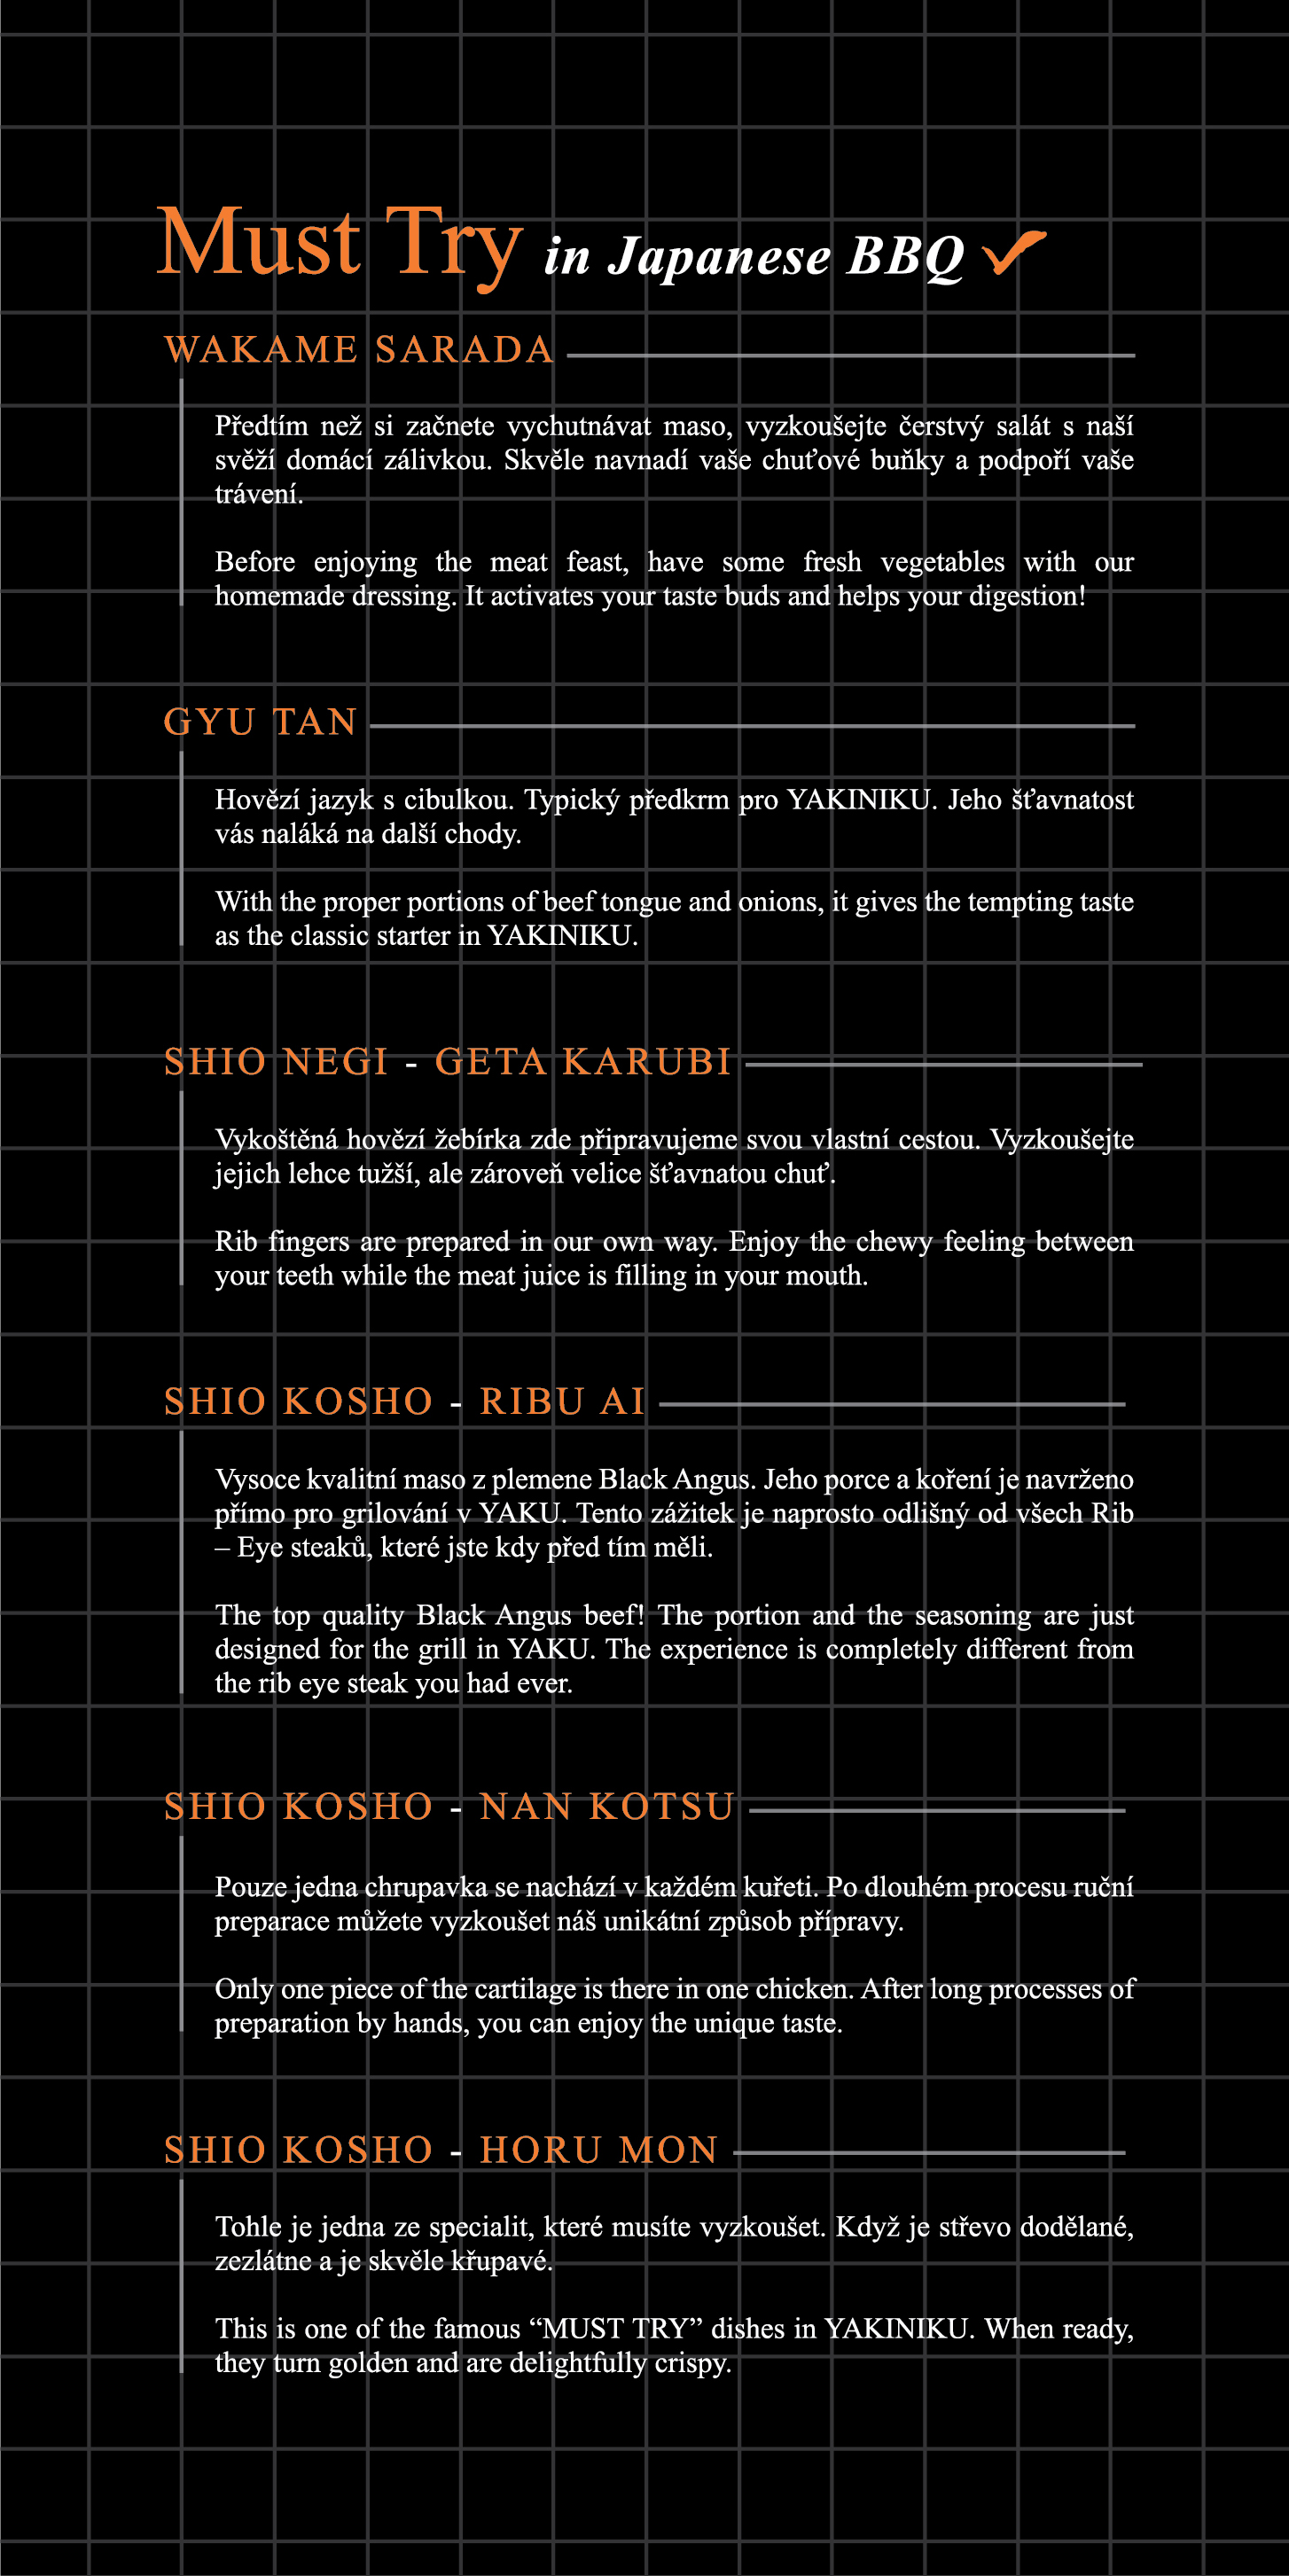 Must Try in Japanese BBQ
WAKAME SARADA
Předtím než si začnete vychutnávat maso, vyzkoušejte čerstvý salát s naší
svěží domácí zálivkou. Skvěle navnadí vaše chuťové buňky a podpoří vaše
trávení.
Before enjoying the meat feast, have some fresh vegetables with our
homemade dressing. It activates your taste buds and helps your digestion!
GYU TAN
Hovězí jazyk s cibulkou. Typický předkrm pro YAKINIKU. Jeho šťavnatost
vás naláká na další chody.
With the proper portions of beef tongue and onions, it gives the tempting taste
as the classic starter in YAKINIKU.
SHIO NEGI - GETA KARUBI
Vykoštěná hovězí žebírka zde připravujeme svou vlastní cestou. Vyzkoušejte
jejich lehce tužší, ale zároveň velice šťavnatou chuť.
Rib fingers are prepared in our own way. Enjoy the chewy feeling between
your teeth while the meat juice is filling in your mouth.
SHIO KOSHO - RIBU AI
Vysoce kvalitní maso z plemene Black Angus. Jeho porce a koření je navrženo
přímo pro grilování v YAKU. Tento zážitek je naprosto odlišný od všech Rib
– Eye steaků, které jste kdy před tím měli.
The top quality Black Angus beef! The portion and the seasoning are just
designed for the grill in YAKU. The experience is completely different from
the rib eye steak you had ever.
SHIO KOSHO - NAN KOTSU
Pouze jedna chrupavka se nachází v každém kuřeti. Po dlouhém procesu ruční
preparace můžete vyzkoušet náš unikátní způsob přípravy.
Only one piece of the cartilage is there in one chicken. After long processes of
preparation by hands, you can enjoy the unique taste.
SHIO KOSHO - HORU MON
Tohle je jedna ze specialit, které musíte vyzkoušet. Když je střevo dodělané,
zezlátne a je skvěle křupavé.
This is one of the famous “MUST TRY” dishes in YAKINIKU. When ready,
they turn golden and are delightfully crispy.